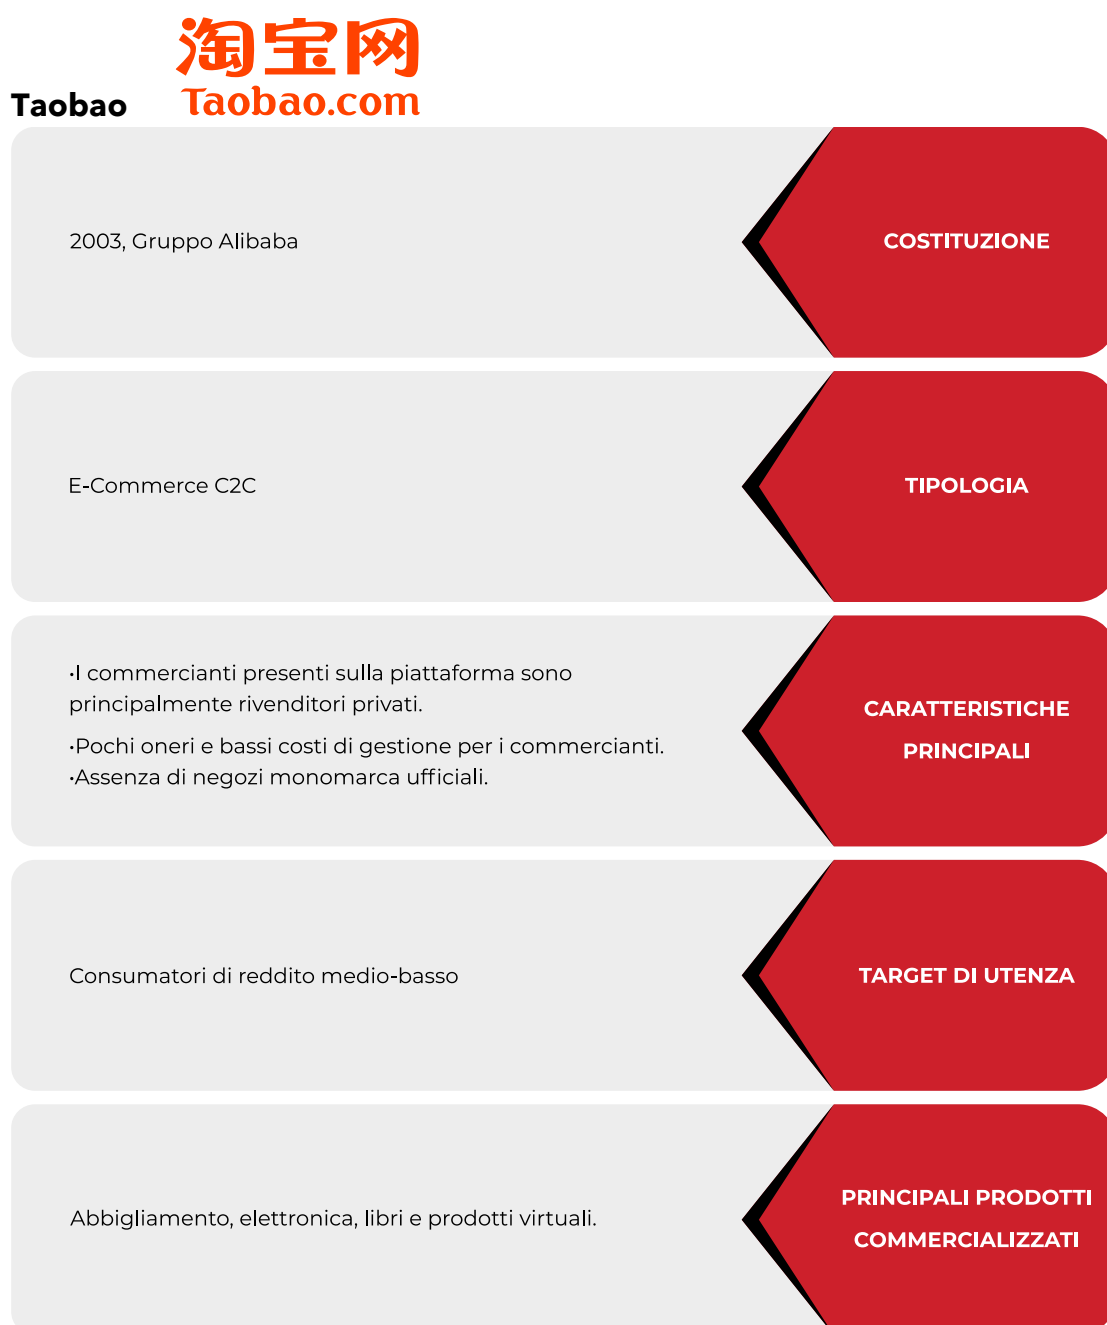 淘宝网
Taobao
Taobao.com
2003, Gruppo Alibaba
COSTITUZIONE
E-Commerce C2C
TIPOLOGIA
•I commercianti presenti sulla piattaforma sono
principalmente rivenditori privati.
•Pochi oneri e bassi costi di gestione per i commercianti.
•Assenza di negozi monomarca ufficiali.
CARATTERISTICHE
PRINCIPALI
Consumatori di reddito medio-basso
TARGET DI UTENZA
Abbigliamento, elettronica, libri e prodotti virtuali.
PRINCIPALI PRODOTTI
COMMERCIALIZZATI